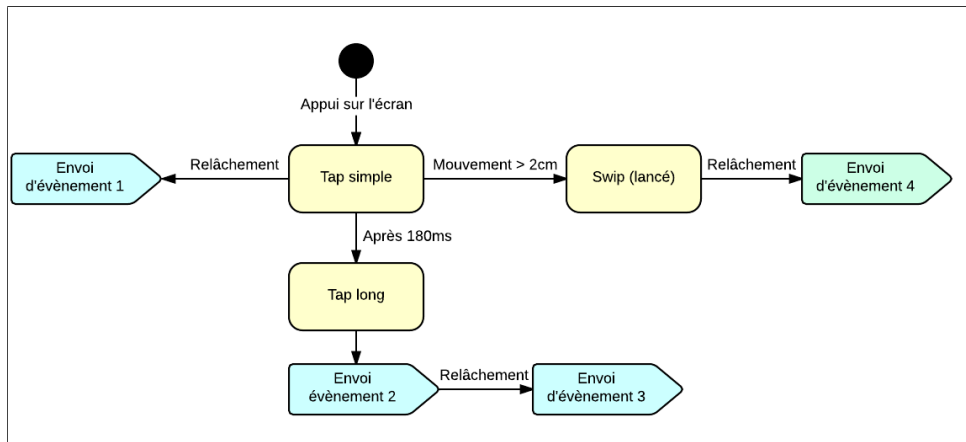 Appui sur l'écran
Envoi
d'évènement 1
Relâchement
Tap simple
Mouvement > 2cm
Swip (lancé)
Relâchement
Envoi
d'évènement 4
Après 180ms
Tap long
Envoi
évènement 2
Relâchement
Envoi
d'évènement 3